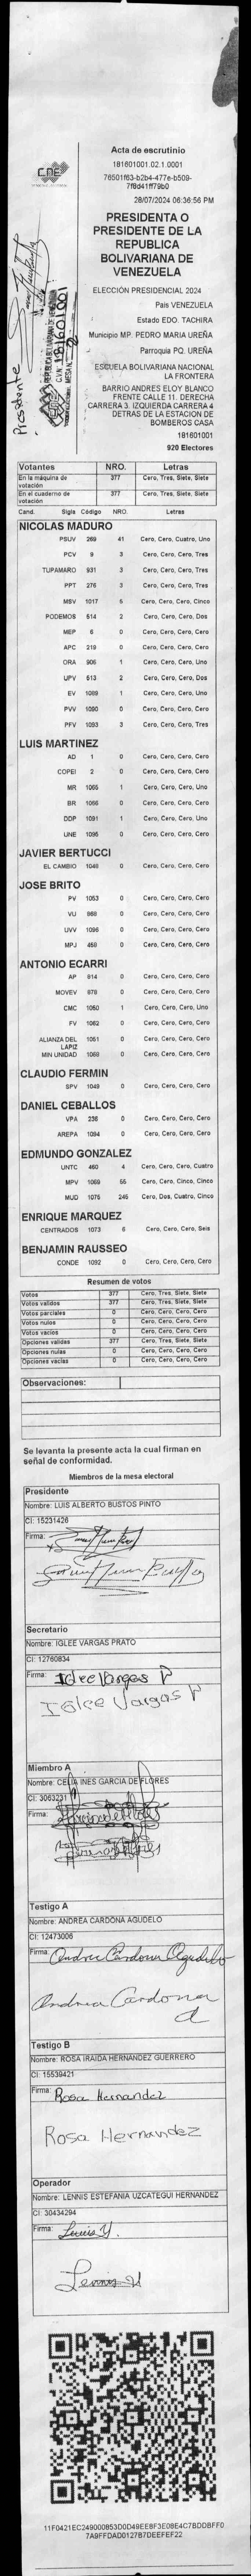 Acta de escrutinio
181601001.02.1.0001
76501f63-b2b4-477e-b509-
7f8d41ff79b0
28/07/2024 06:36:56 PM
PRESIDENTA O
PRESIDENTE DE LA
REPUBLICA
BOLIVARIANA DE
VENEZUELA
ELECCIÓN PRESIDENCIAL 2024
Pais VENEZUELA
Estado EDO. TACHIRA
Municipio MP. PEDRO MARIA UREÑA
Parroquia PQ. UREÑA
ESCUELA BOLIVARIANA NACIONAL
LA FRONTERA
BARRIO ANDRES ELOY BLANCO
FRENTE CALLE 11. DERECHA
CARRERA 3. IZQUIERDA CARRERA 4
DETRAS DE LA ESTACION DE
BOMBEROS CASA
181601001
920 Electores
CNE
Presidente
Votantes NRO. Letras
En la máquina de votación 377 Cero, Tres, Siete, Siete
En el cuaderno de votación 377 Cero, Tres, Siete, Siete
Cand. Sigla Código NRO. Letras
NICOLAS MADURO
PSUV 269 41 Cero, Cero, Cuatro, Uno
PCV 9 3 Cero, Cero, Cero, Tres
TUPAMARO 931 3 Cero, Cero, Cero, Tres
PPT 276 3 Cero, Cero, Cero, Tres
MSV 1017 5 Cero, Cero, Cero, Cinco
PODEMOS 514 2 Cero, Cero, Cero, Dos
MEP 6 0 Cero, Cero, Cero, Cero
APC 219 0 Cero, Cero, Cero, Cero
ORA 906 1 Cero, Cero, Cero, Uno
UPV 513 2 Cero, Cero, Cero, Dos
EV 1089 1 Cero, Cero, Cero, Uno
PVV 1090 0 Cero, Cero, Cero, Cero
PFV 1093 3 Cero, Cero, Cero, Tres
LUIS MARTINEZ
AD 1 0 Cero, Cero, Cero, Cero
COPEI 2 0 Cero, Cero, Cero, Cero
MR 1065 1 Cero, Cero, Cero, Uno
BR 1066 0 Cero, Cero, Cero, Cero
DDP 1091 1 Cero, Cero, Cero, Uno
UNE 1095 0 Cero, Cero, Cero, Cero
JAVIER BERTUCCI
EL CAMBIO 1048 0 Cero, Cero, Cero, Cero
JOSE BRITO
PV 1053 0 Cero, Cero, Cero, Cero
VU 868 0 Cero, Cero, Cero, Cero
UVV 1096 0 Cero, Cero, Cero, Cero
MPJ 458 0 Cero, Cero, Cero, Cero
ANTONIO ECARRI
AP 814 0 Cero, Cero, Cero, Cero
MOVEV 878 0 Cero, Cero, Cero, Cero
CMC 1050 1 Cero, Cero, Cero, Uno
FV 1062 0 Cero, Cero, Cero, Cero
ALIANZA DEL LAPIZ 1051 0 Cero, Cero, Cero, Cero
MIN UNIDAD 1068 0 Cero, Cero, Cero, Cero
CLAUDIO FERMIN
SPV 1049 0 Cero, Cero, Cero, Cero
DANIEL CEBALLOS
VPA 236 0 Cero, Cero, Cero, Cero
AREPA 1094 0 Cero, Cero, Cero, Cero
EDMUNDO GONZALEZ
UNTC 460 4 Cero, Cero, Cero, Cuatro
MPV 1069 55 Cero, Cero, Cinco, Cinco
MUD 1075 245 Cero, Dos, Cuatro, Cinco
ENRIQUE MARQUEZ
CENTRADOS 1073 6 Cero, Cero, Cero, Seis
BENJAMIN RAUSSEO
CONDE 1092 0 Cero, Cero, Cero, Cero
Resumen de votos
Votos 377 Cero, Tres, Siete, Siete
Votos validos 377 Cero, Tres, Siete, Siete
Votos parciales 0 Cero, Cero, Cero, Cero
Votos nulos 0 Cero, Cero, Cero, Cero
Votos vacios 0 Cero, Cero, Cero, Cero
Opciones validas 377 Cero, Tres, Siete, Siete
Opciones nulas 0 Cero, Cero, Cero, Cero
Opciones vacias 0 Cero, Cero, Cero, Cero
Observaciones:
Se levanta la presente acta la cual firman en
señal de conformidad.
Miembros de la mesa electoral
Presidente
Nombre: LUIS ALBERTO BUSTOS PINTO
CI: 15231426
Firma:
Secretario
Nombre: IGLEE VARGAS PRATO
CI: 12760834
Firma: Iglee Vargas P
Iglee Vargas P
Miembro A
Nombre: CELIA INES GARCIA DE FLORES
CI: 3063231
Firma:
Testigo A
Nombre: ANDREA CARDONA AGUDELO
CI: 12473006
Firma: Andrea Cardona Agudelo
Andrea Cardona
A
Testigo B
Nombre: ROSA IRAIDA HERNANDEZ GUERRERO
CI: 15539421
Firma: Rosa Hernandez
Rosa Hernandez
Operador
Nombre: LENNIS ESTEFANIA UZCATEGUI HERNANDEZ
CI: 30434294
Firma: Lennis U.
Lennis U
11F0421EC249000853D0D49EE8F3E08E4C7BDDBFF0
7A9FFDAD0127B7DEEFEF22